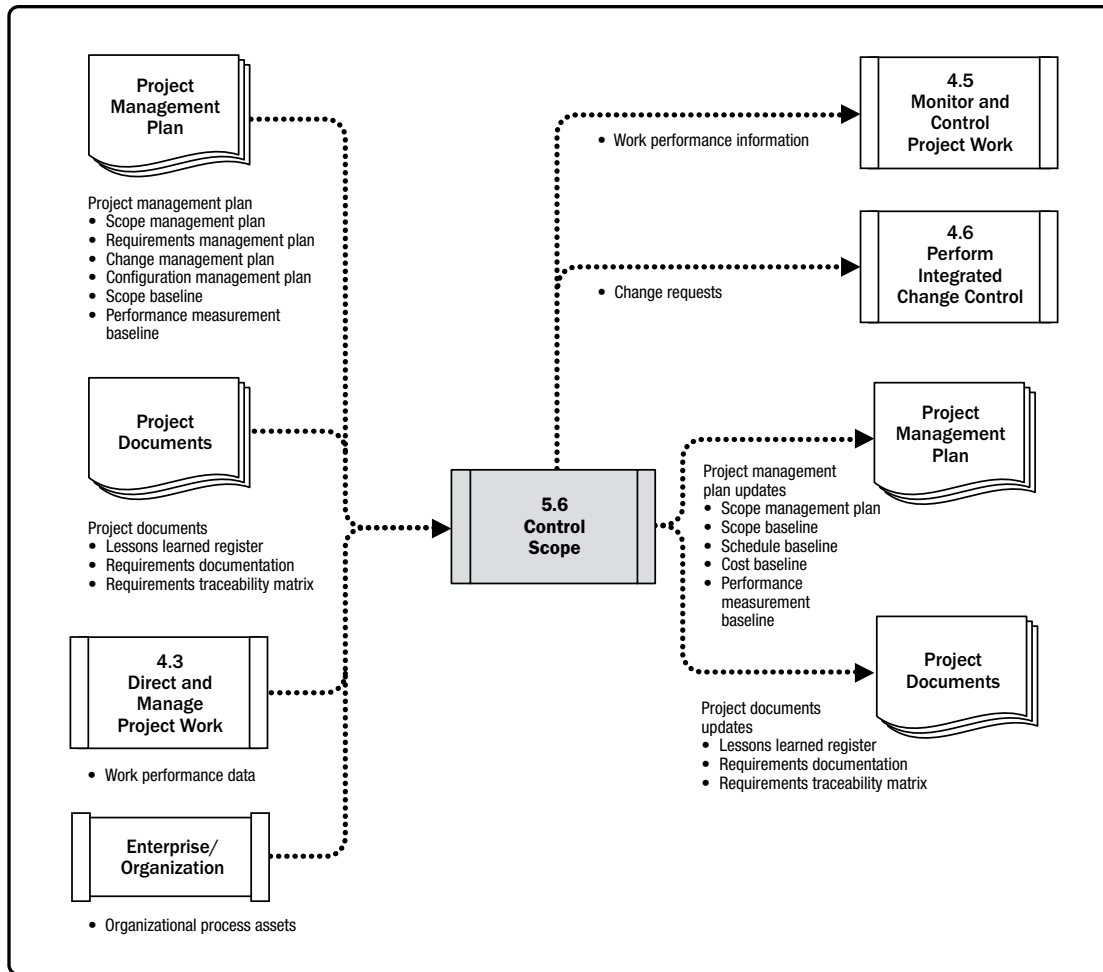 Project
Management
Plan
Project management plan
• Scope management plan
• Requirements management plan
• Change management plan
• Configuration management plan
• Scope baseline
• Performance measurement
baseline
Project
Documents
Project documents
• Lessons learned register
• Requirements documentation
• Requirements traceability matrix
4.3
Direct and
Manage
Project Work
• Work performance data
Enterprise/
Organization
• Organizational process assets
5.6
Control
Scope
• Work performance information
4.5
Monitor and
Control
Project Work
• Change requests
4.6
Perform
Integrated
Change Control
Project
Management
Plan
Project management
plan updates
• Scope management plan
• Scope baseline
• Schedule baseline
• Cost baseline
• Performance
measurement
baseline
Project
Documents
Project documents
updates
• Lessons learned register
• Requirements documentation
• Requirements traceability matrix